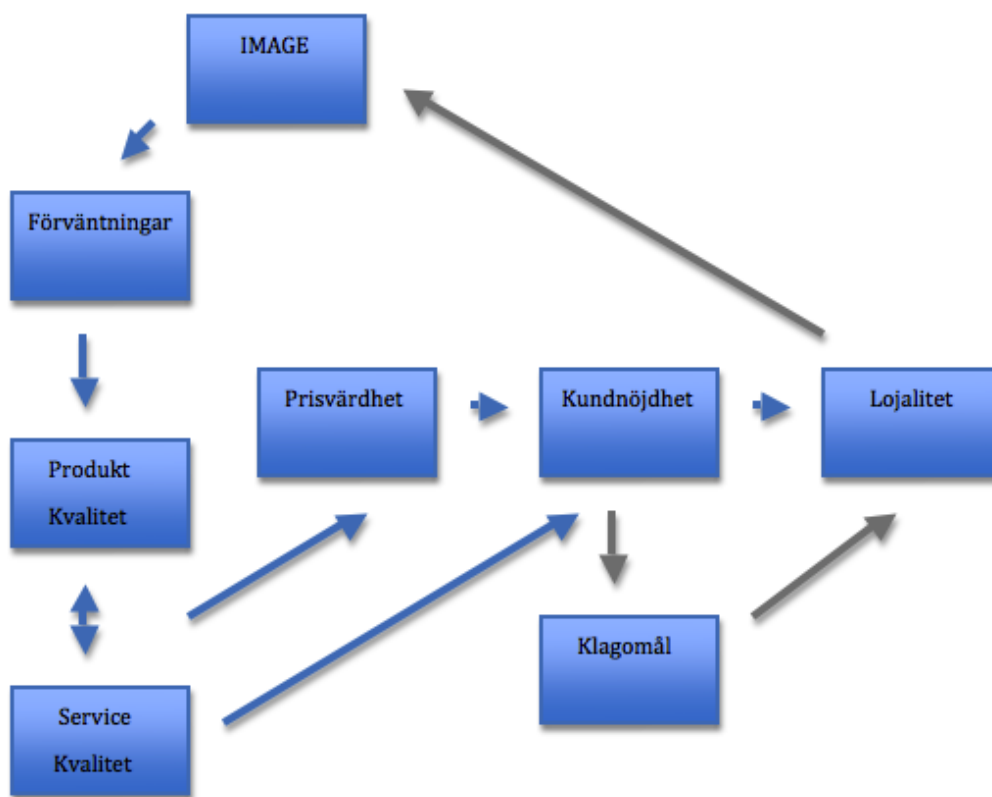 IMAGE
Förväntningar
Prisvärdhet
Kundnöjdhet
Lojalitet
Produkt
Kvalitet
Klagomål
Service
Kvalitet